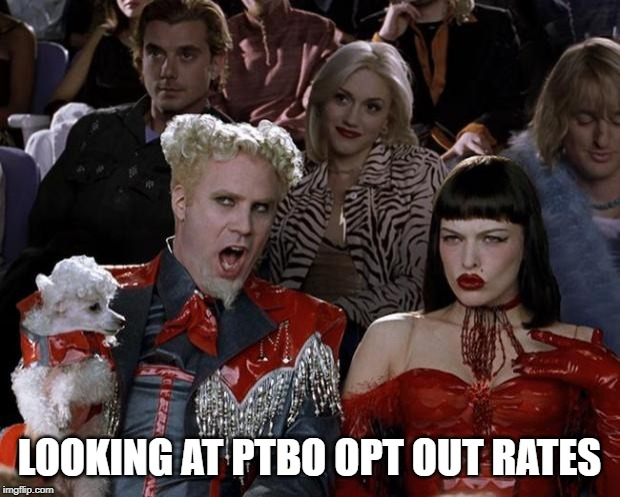 LOOKING AT PTBO OPT OUT RATES
imgflip.com